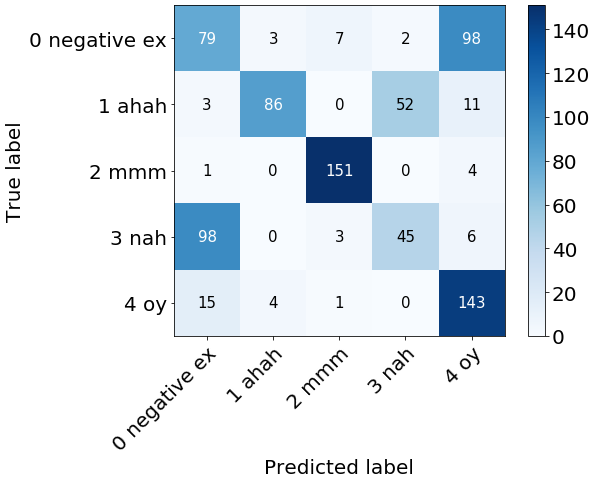 0 negative ex 79 3 7 2 98
1 ahah 3 86 0 52 11
2 mmm 1 0 151 0 4
3 nah 98 0 3 45 6
4 oy 15 4 1 0 143
0 negative ex 1 ahah 2 mmm 3 nah 4 oy
Predicted label
True label
140
120
100
80
60
40
20
0